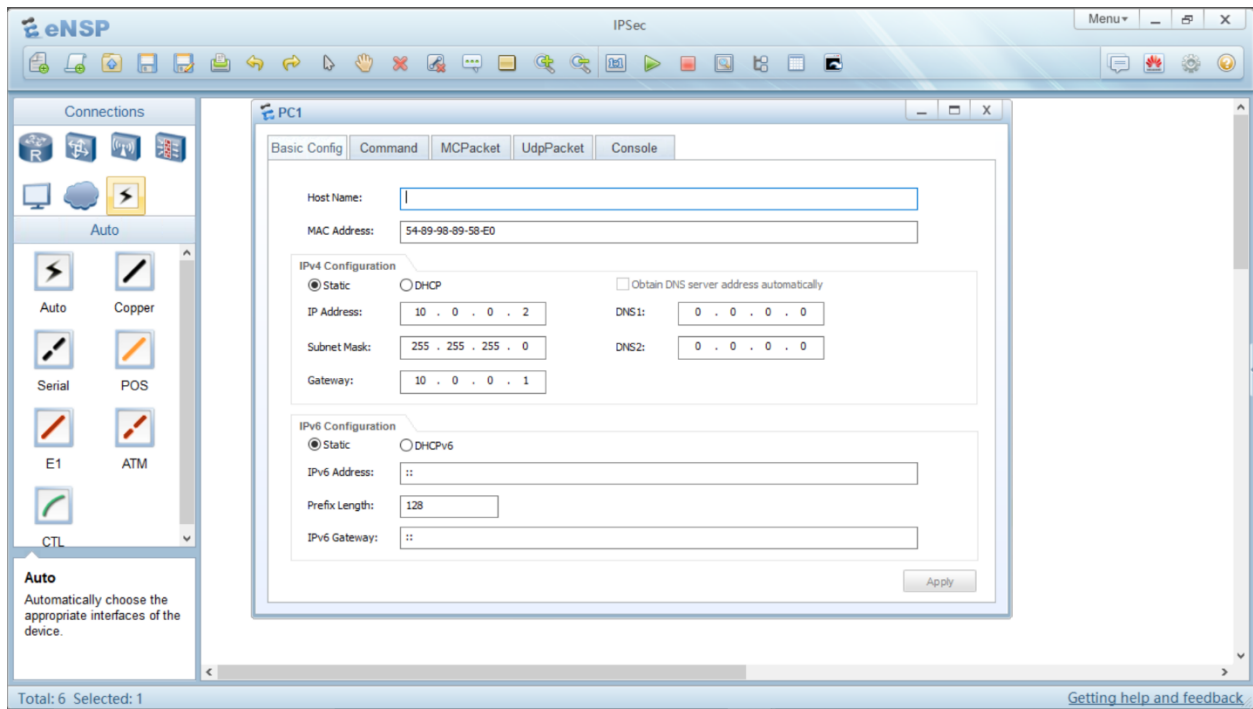 eNSP
IPSec
Menu
Connections
R
Auto
Auto
Copper
Serial
POS
E1
ATM
CTL
Auto
Automatically choose the
appropriate interfaces of the
device.
PC1
Basic Config
Command
MCPacket
UdpPacket
Console
Host Name:
MAC Address: 54-89-98-89-58-E0
IPv4 Configuration
Static
DHCP
Obtain DNS server address automatically
IP Address: 10 . 0 . 0 . 2
DNS1: 0 . 0 . 0 . 0
Subnet Mask: 255 . 255 . 255 . 0
DNS2: 0 . 0 . 0 . 0
Gateway: 10 . 0 . 0 . 1
IPv6 Configuration
Static
DHCPv6
IPv6 Address: ::
Prefix Length: 128
IPv6 Gateway: ::
Apply
Total: 6 Selected: 1
Getting help and feedback